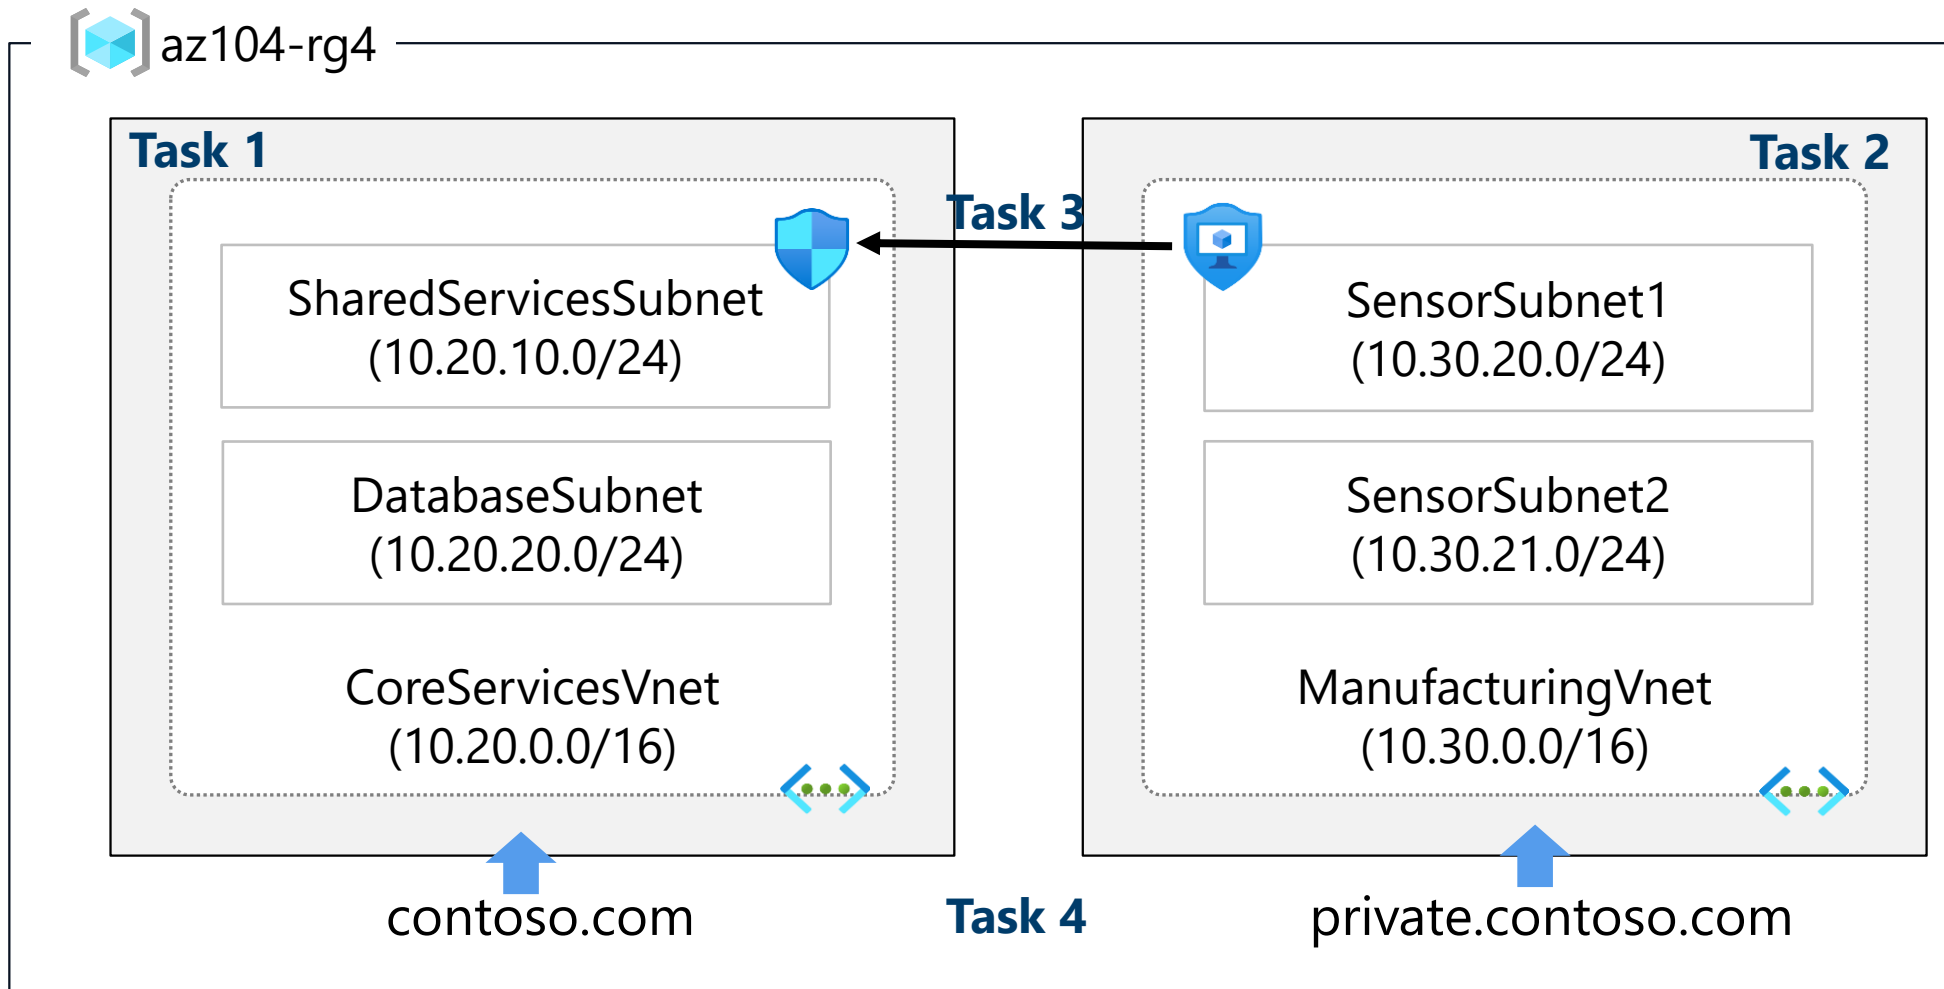 az104-rg4
Task 1
SharedServicesSubnet
(10.20.10.0/24)
DatabaseSubnet
(10.20.20.0/24)
CoreServicesVnet
(10.20.0.0/16)
Task 3
Task 2
SensorSubnet1
(10.30.20.0/24)
SensorSubnet2
(10.30.21.0/24)
ManufacturingVnet
(10.30.0.0/16)
contoso.com
Task 4
private.contoso.com